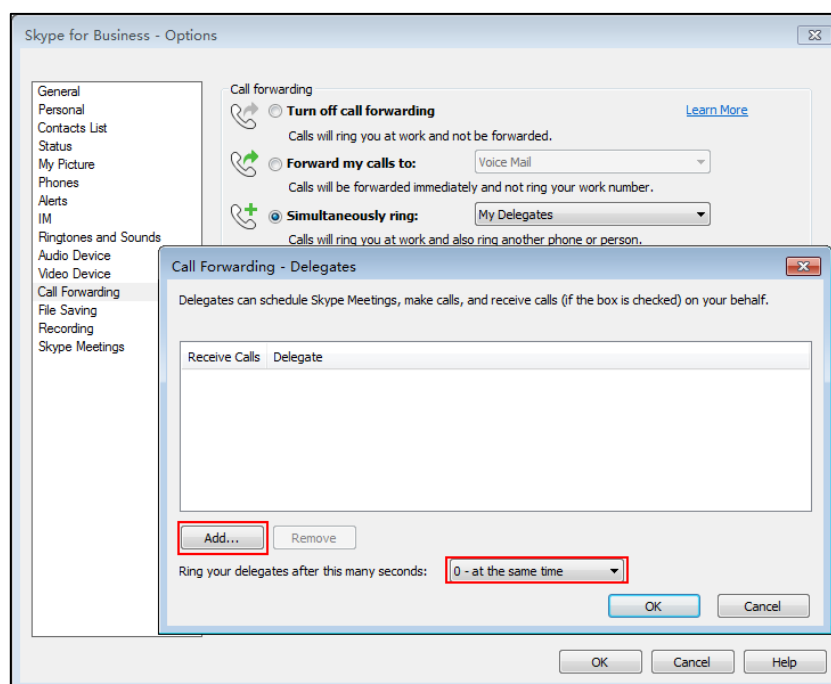 Skype for Business - Options
General
Personal
Contacts List
Status
My Picture
Phones
Alerts
IM
Ringtones and Sounds
Audio Device
Video Device
Call Forwarding
File Saving
Recording
Skype Meetings
Call forwarding
Turn off call forwarding Learn More
Calls will ring you at work and not be forwarded.
Forward my calls to: Voice Mail
Calls will be forwarded immediately and not ring your work number.
Simultaneously ring: My Delegates
Calls will ring you at work and also ring another phone or person.
Call Forwarding - Delegates
Delegates can schedule Skype Meetings, make calls, and receive calls (if the box is checked) on your behalf.
Receive Calls Delegate
Add... Remove
Ring your delegates after this many seconds: 0 - at the same time
OK Cancel
OK Cancel Help